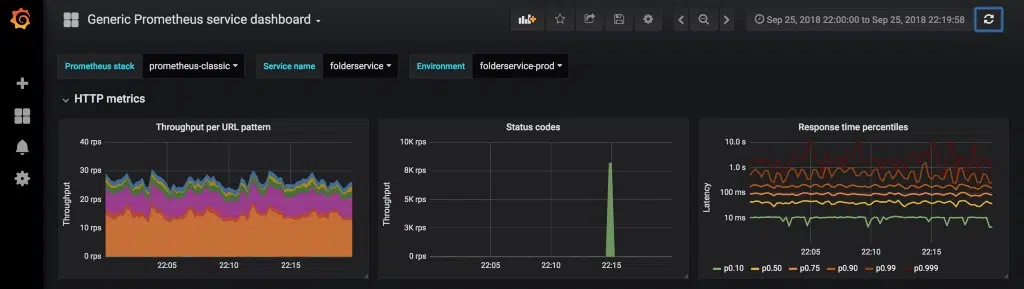 Generic Prometheus service dashboard
Sep 25, 2018 22:00:00 to Sep 25, 2018 22:19:58
Prometheus stack prometheus-classic Service name folderservice Environment folderservice-prod
HTTP metrics
Throughput per URL pattern
40 rps
30 rps
20 rps
10 rps
0 rps
Throughput
22:05 22:10 22:15
Status codes
10K rps
8K rps
5K rps
3K rps
0 rps
Throughput
22:05 22:10 22:15
Response time percentiles
10.0 s
1.0 s
100 ms
10 ms
Latency
22:05 22:10 22:15
p0.10 p0.50 p0.75 p0.90 p0.99 p0.999